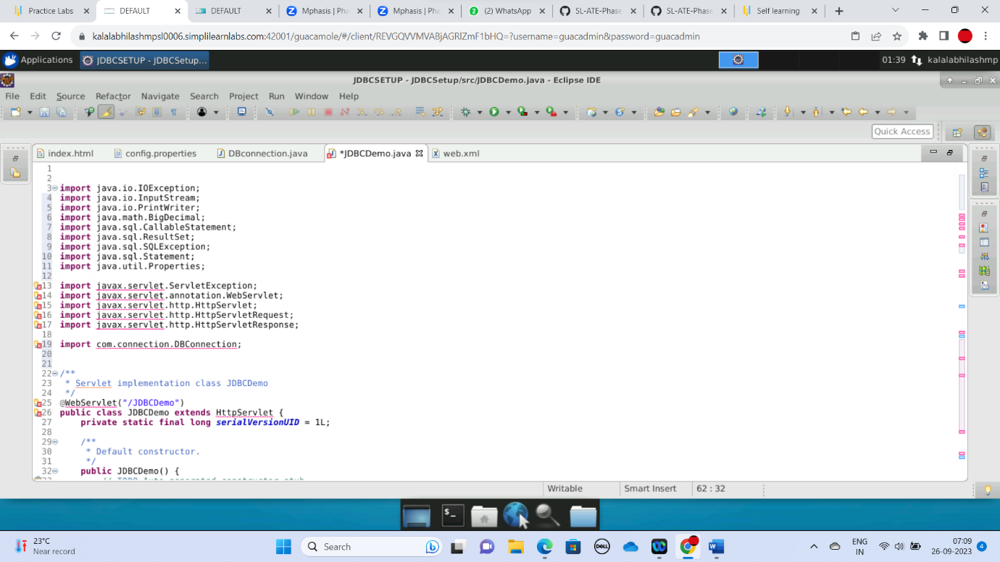 Practice Labs
DEFAULT
DEFAULT
Mphasis | Pha
Mphasis | Pha
(2) WhatsApp
SL-ATE-Phase
SL-ATE-Phase
Self learning
kalalabhilashmpsl0006.simplilearnlabs.com:42001/guacamole/#/client/REVGQVVMVABjAGRlZmF1bHQ=?username=guacadmin&password=guacadmin
Applications
JDBCSETUP - JDBCSetup...
01:39
kalalabhilashmp
JDBCSETUP - JDBCSetup/src/JDBCDemo.java - Eclipse IDE
File Edit Source Refactor Navigate Search Project Run Window Help
Quick Access
index.html
config.properties
DBconnection.java
*JDBCDemo.java
web.xml
1
2
3 import java.io.IOException;
4 import java.io.InputStream;
5 import java.io.PrintWriter;
6 import java.math.BigDecimal;
7 import java.sql.CallableStatement;
8 import java.sql.ResultSet;
9 import java.sql.SQLException;
10 import java.sql.Statement;
11 import java.util.Properties;
12
13 import javax.servlet.ServletException;
14 import javax.servlet.annotation.WebServlet;
15 import javax.servlet.http.HttpServlet;
16 import javax.servlet.http.HttpServletRequest;
17 import javax.servlet.http.HttpServletResponse;
18
19 import com.connection.DBConnection;
20
21
22 /**
23 * Servlet implementation class JDBCDemo
24 */
25 @WebServlet("/JDBCDemo")
26 public class JDBCDemo extends HttpServlet {
27 private static final long serialVersionUID = 1L;
28
29 /**
30 * Default constructor.
31 */
32 public JDBCDemo() {
Writable
Smart Insert
62 : 32
23°C
Near record
Search
DELL
ENG
IN
07:09
26-09-2023
4